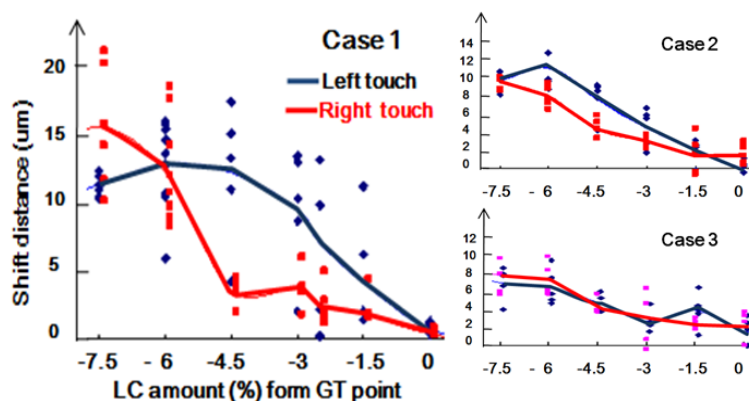 Case 1
Left touch
Right touch
Shift distance (um)
20
15
10
5
0
-7.5 - 6 -4.5 -3 -1.5 0
LC amount (%) form GT point
Case 2
14
12
10
8
6
4
2
0
-7.5 - 6 -4.5 -3 -1.5 0
Case 3
12
10
8
6
4
2
0
-7.5 - 6 -4.5 -3 -1.5 0